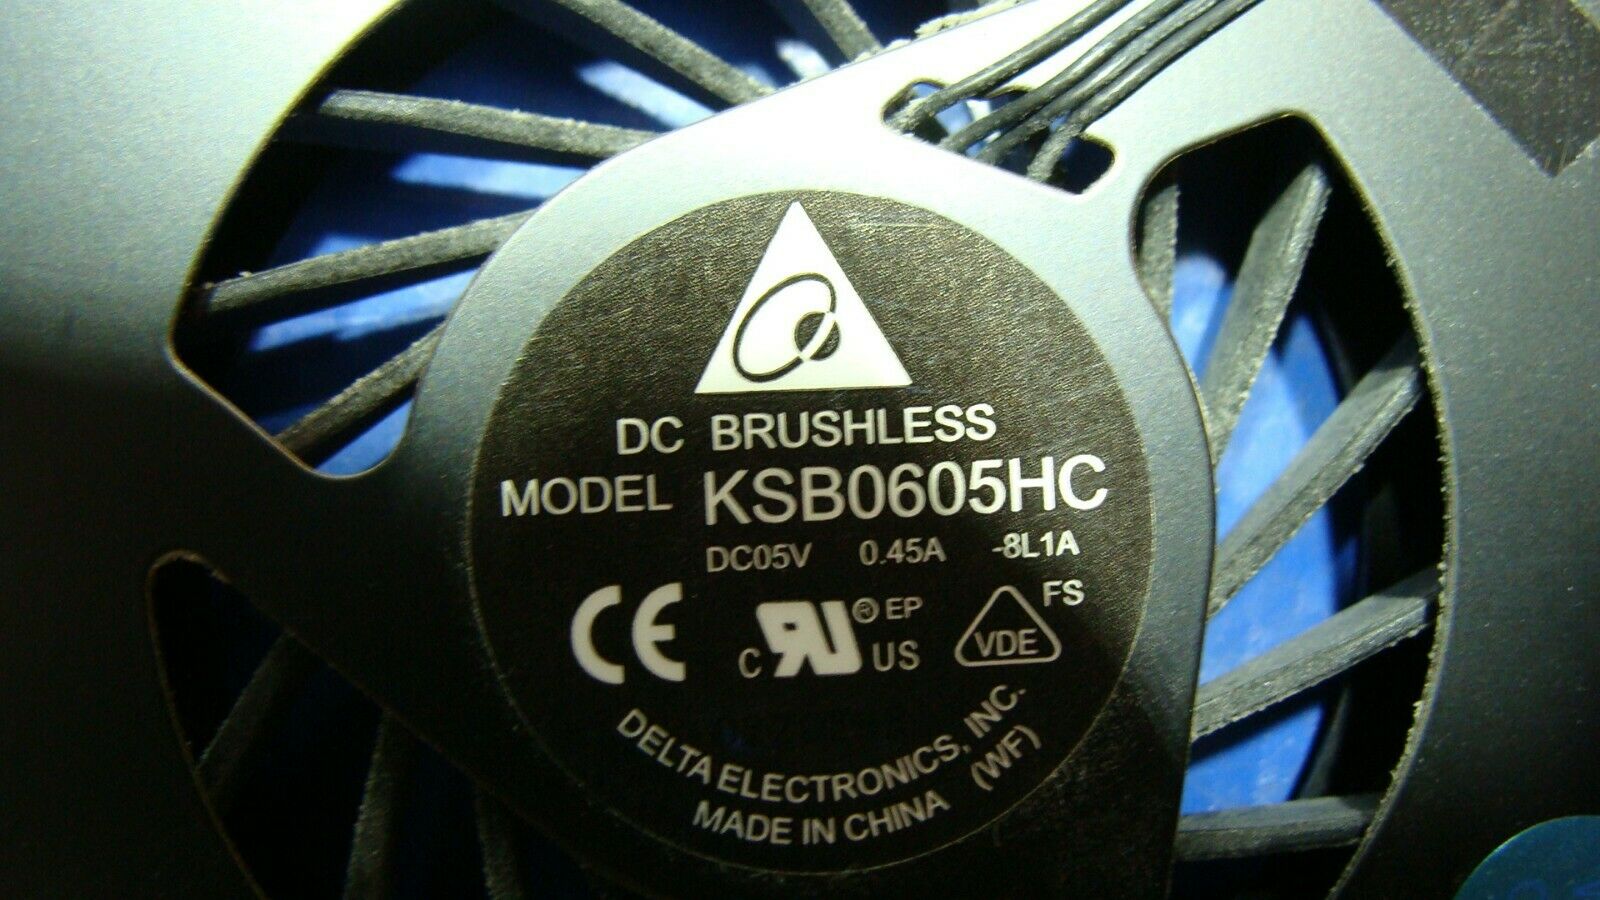 DC BRUSHLESS
MODEL KSB0605HC
DC05V 0.45A -8L1A
CE c RU ® EP US VDE FS
DELTA ELECTRONICS, INC.
MADE IN CHINA (WF)